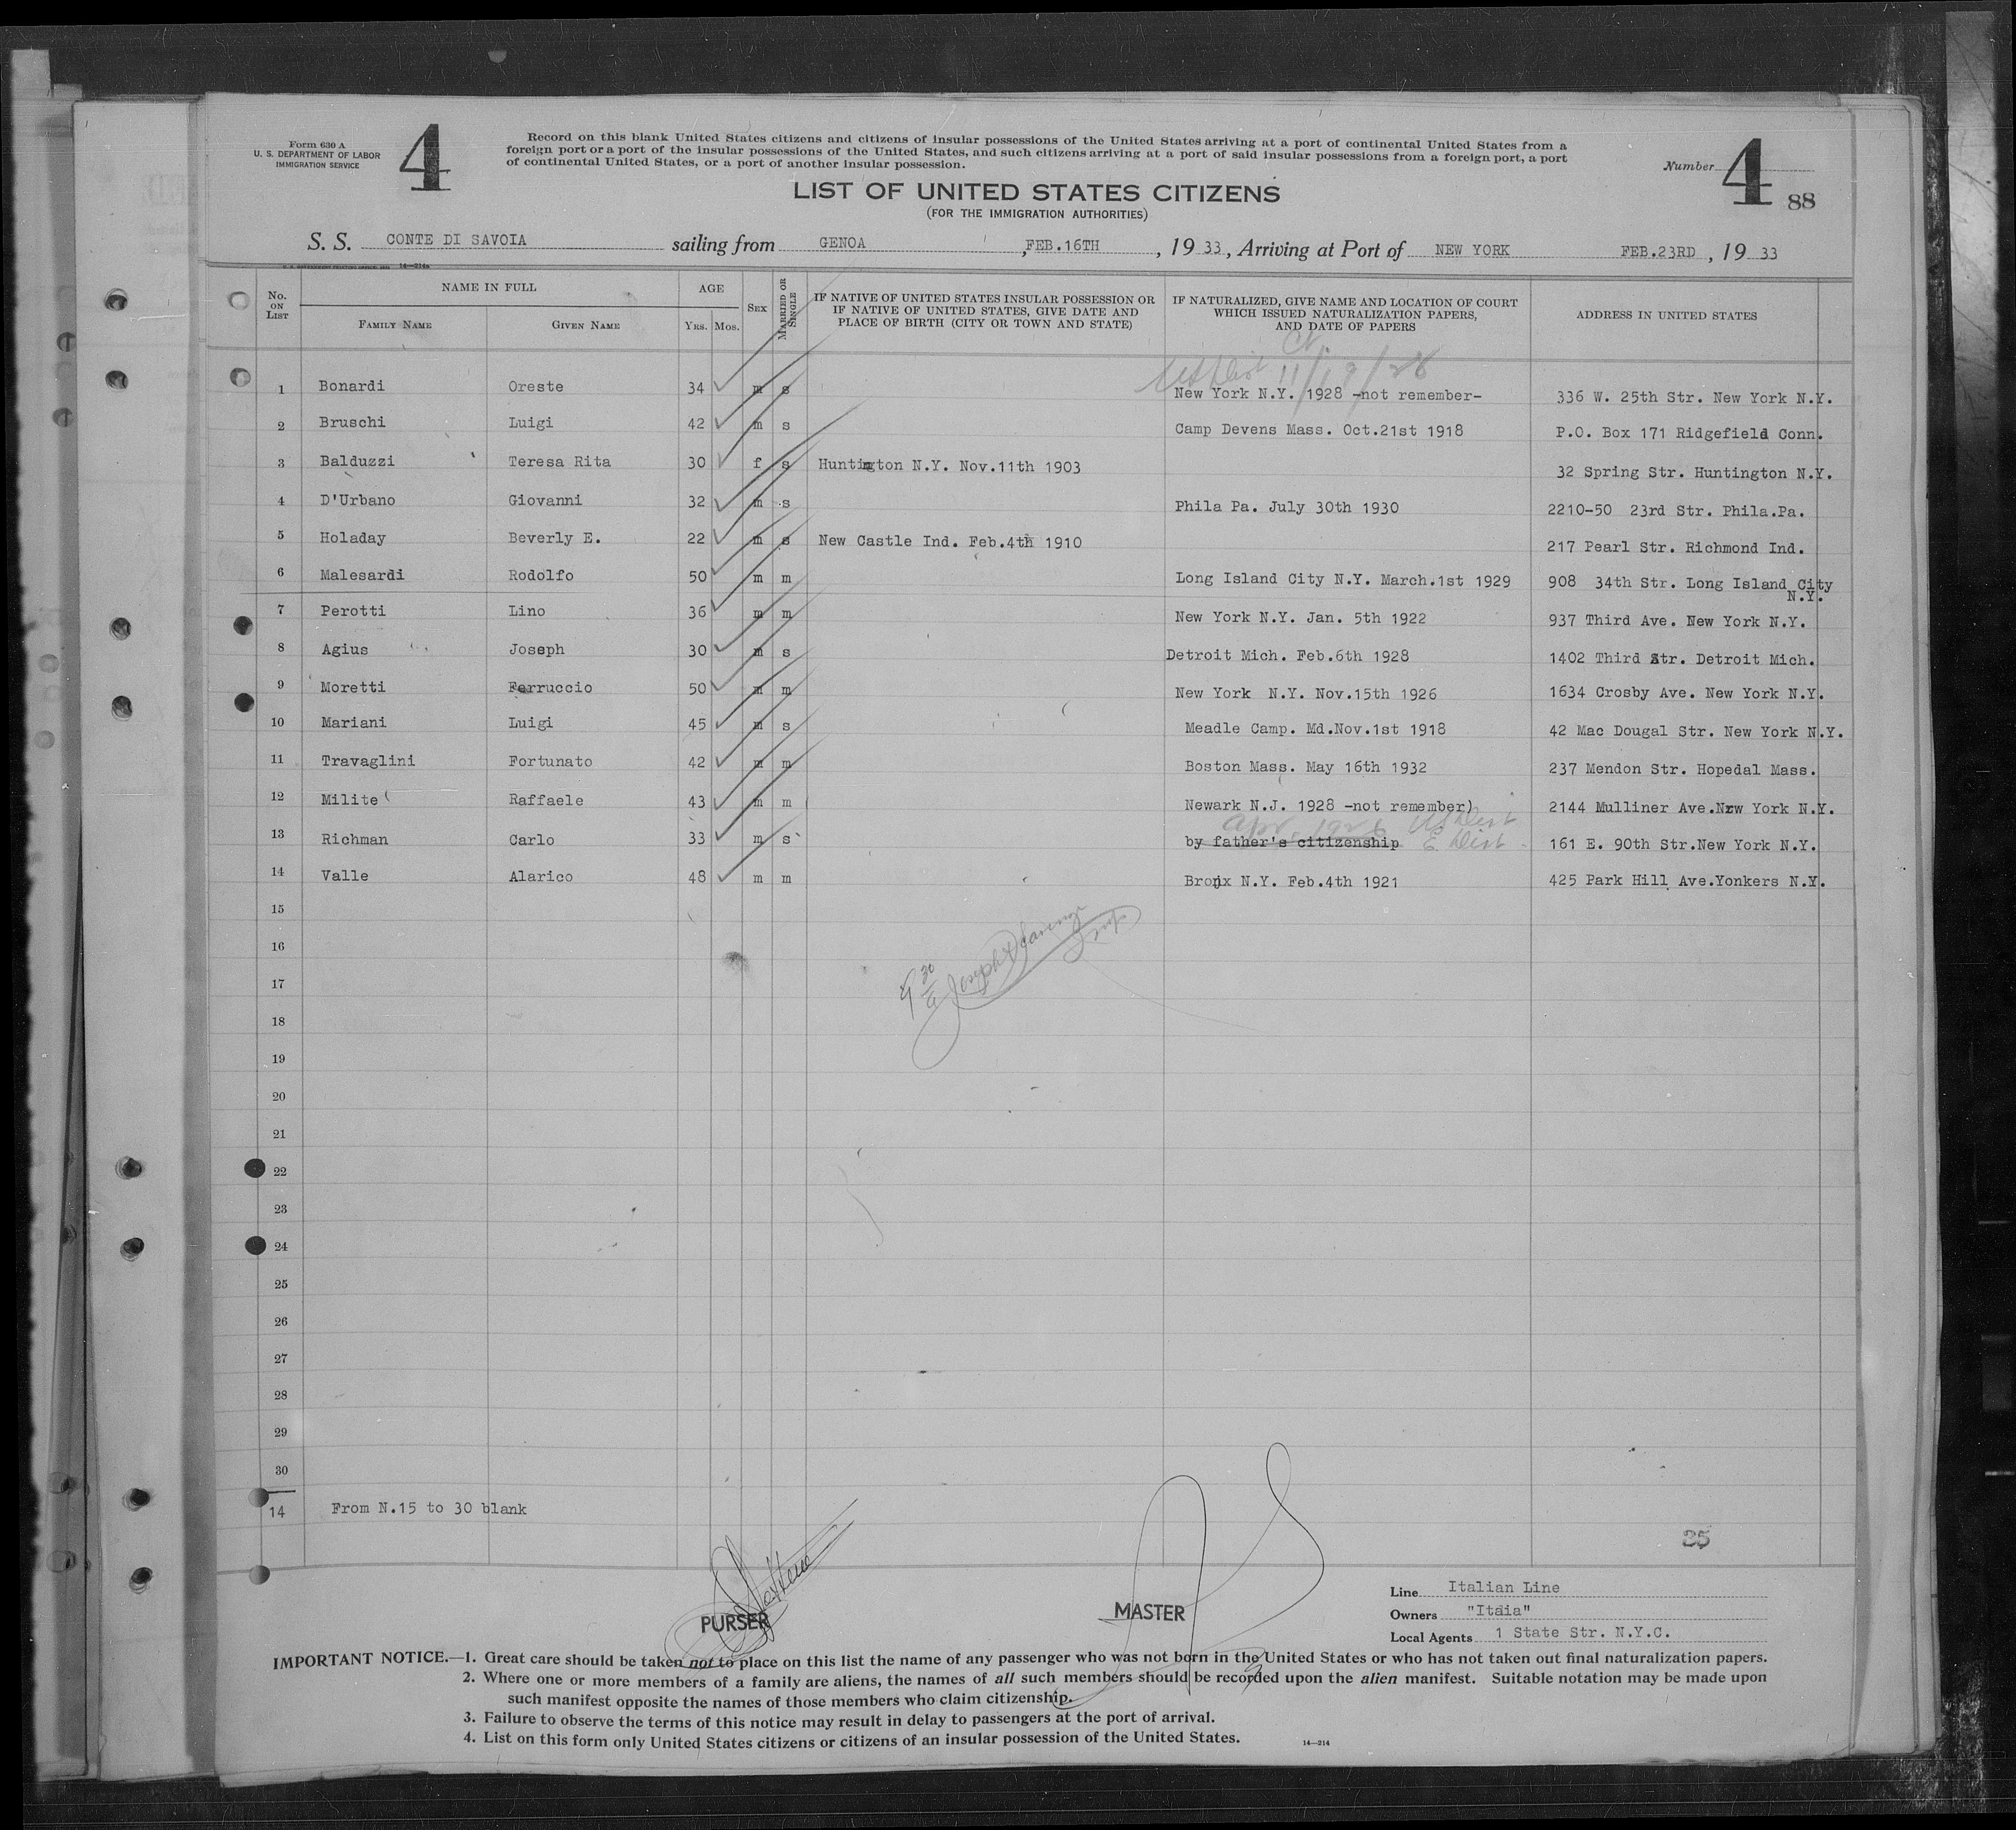 Form 630 A
U. S. DEPARTMENT OF LABOR
IMMIGRATION SERVICE
4
Record on this blank United States citizens and citizens of insular possessions of the United States arriving at a port of continental United States from a
foreign port or a port of the insular possessions of the United States, and such citizens arriving at a port of said insular possessions from a foreign port, a port
of continental United States, or a port of another insular possession.
Number 4
88
LIST OF UNITED STATES CITIZENS
(FOR THE IMMIGRATION AUTHORITIES)
S. S. CONTE DI SAVOIA sailing from GENOA , FEB.16TH , 19 33, Arriving at Port of NEW YORK FEB.23RD , 19 33
14—214a
No. ON LIST NAME IN FULL AGE SEX MARRIED OR SINGLE IF NATIVE OF UNITED STATES INSULAR POSSESSION OR IF NATIVE OF UNITED STATES, GIVE DATE AND PLACE OF BIRTH (CITY OR TOWN AND STATE) IF NATURALIZED, GIVE NAME AND LOCATION OF COURT WHICH ISSUED NATURALIZATION PAPERS, AND DATE OF PAPERS ADDRESS IN UNITED STATES
FAMILY NAME GIVEN NAME YRS. MOS.
11/19/28
1 Bonardi Oreste 34 m s New York N.Y. 1928 -not remember- 336 W. 25th Str. New York N.Y.
2 Bruschi Luigi 42 m s Camp Devens Mass. Oct.21st 1918 P.O. Box 171 Ridgefield Conn.
3 Balduzzi Teresa Rita 30 f s Huntington N.Y. Nov.11th 1903 32 Spring Str. Huntington N.Y.
4 D'Urbano Giovanni 32 m s Phila Pa. July 30th 1930 2210-50 23rd Str. Phila.Pa.
5 Holaday Beverly E. 22 m s New Castle Ind. Feb.4th 1910 217 Pearl Str. Richmond Ind.
6 Malesardi Rodolfo 50 m m Long Island City N.Y. March.1st 1929 908 34th Str. Long Island City
N.Y.
7 Perotti Lino 36 m m New York N.Y. Jan. 5th 1922 937 Third Ave. New York N.Y.
8 Agius Joseph 30 m s Detroit Mich. Feb.6th 1928 1402 Third Str. Detroit Mich.
9 Moretti Ferruccio 50 m m New York N.Y. Nov.15th 1926 1634 Crosby Ave. New York N.Y.
10 Mariani Luigi 45 m s Meadle Camp. Md.Nov.1st 1918 42 Mac Dougal Str. New York N.Y.
11 Travaglini Fortunato 42 m m Boston Mass. May 16th 1932 237 Mendon Str. Hopedal Mass.
12 Milite Raffaele 43 m m Newark N.J. 1928 -not remember) 2144 Mulliner Ave.Nrw York N.Y.
Apr. 1928 US Dist
13 Richman Carlo 33 m s by father's citizenship E. Dist 161 E. 90th Str.New York N.Y.
14 Valle Alarico 48 m m Bronx N.Y. Feb.4th 1921 425 Park Hill Ave.Yonkers N.Y.
15
16
Joseph
17
18
19
20
21
22
23
24
25
26
27
28
29
30
14 From N.15 to 30 blank
25
PURSER
MASTER
Line Italian Line
Owners "Itaia"
Local Agents 1 State Str. N.Y.C.
IMPORTANT NOTICE.—1. Great care should be taken not to place on this list the name of any passenger who was not born in the United States or who has not taken out final naturalization papers.
2. Where one or more members of a family are aliens, the names of all such members should be recorded upon the alien manifest. Suitable notation may be made upon
such manifest opposite the names of those members who claim citizenship.
3. Failure to observe the terms of this notice may result in delay to passengers at the port of arrival.
4. List on this form only United States citizens or citizens of an insular possession of the United States.
14—214